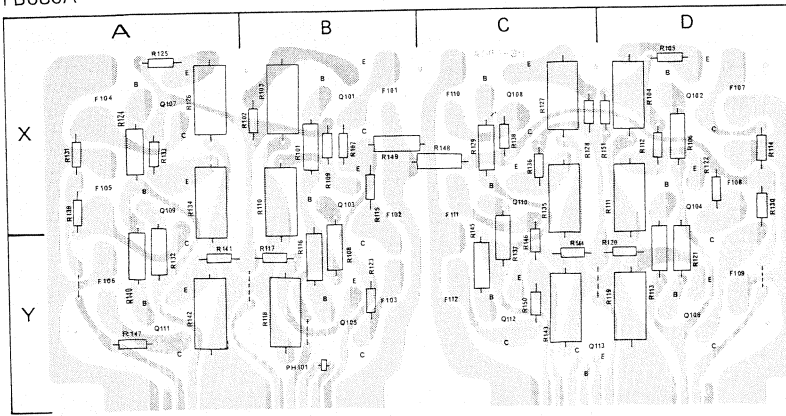 A B C D
X
Y
R125
E
B
F104
R124
Q107
R126
C
R131
E
F105
R134
R139
B
Q109
C
R132
R141
F106
R140
E
B
R142
Q111
R147
C
R103
E
B
Q101
F101
R102
R101
C
R109
R107
R149
E
R110
B
Q103
R115
F102
R117
R116
R108
C
R123
E
R118
B
F103
Q105
C
PH101
E
F110
B
Q108
R127
R129
R138
C
R148
R136
E
F111
Q110
B
R135
R145
R137
R146
C
R144
E
F112
B
R150
Q112
R143
C
Q113
E
B
R128
R151
R105
E
R104
B
Q102
F107
R112
R106
C
R114
R122
E
F108
R111
B
Q104
R130
R120
C
R121
R113
E
F109
R119
B
Q106
C